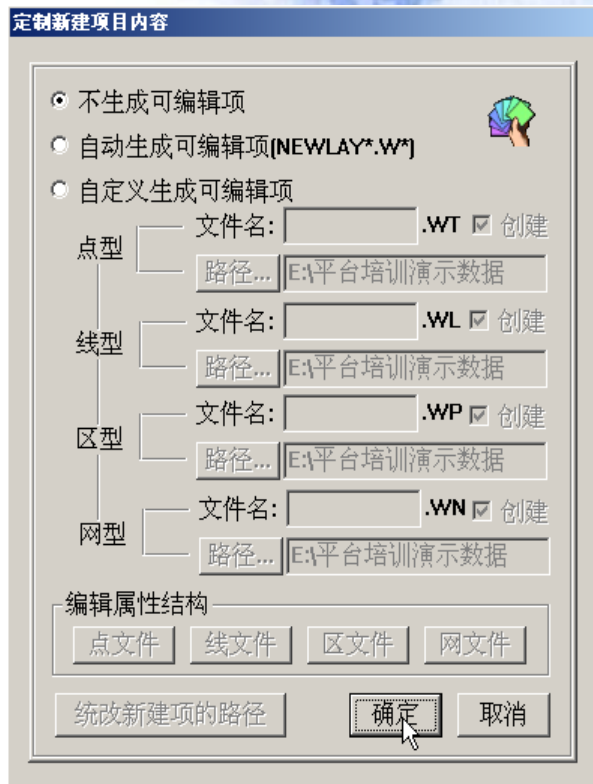 定制新建项目内容
不生成可编辑项
自动生成可编辑项(NEWLAY*.W*)
自定义生成可编辑项
点型 文件名: .WT 创建
路径... E:\平台培训演示数据
线型 文件名: .WL 创建
路径... E:\平台培训演示数据
区型 文件名: .WP 创建
路径... E:\平台培训演示数据
网型 文件名: .WN 创建
路径... E:\平台培训演示数据
编辑属性结构
点文件 线文件 区文件 网文件
统改新建项的路径 确定 取消